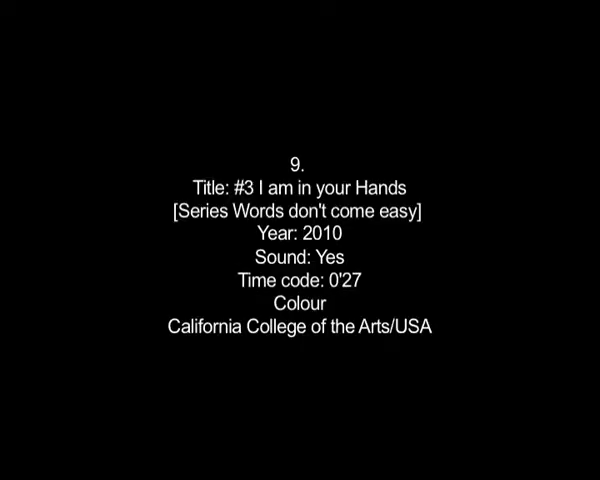 9.
Title: #3 I am in your Hands
[Series Words don't come easy]
Year: 2010
Sound: Yes
Time code: 0'27
Colour
California College of the Arts/USA